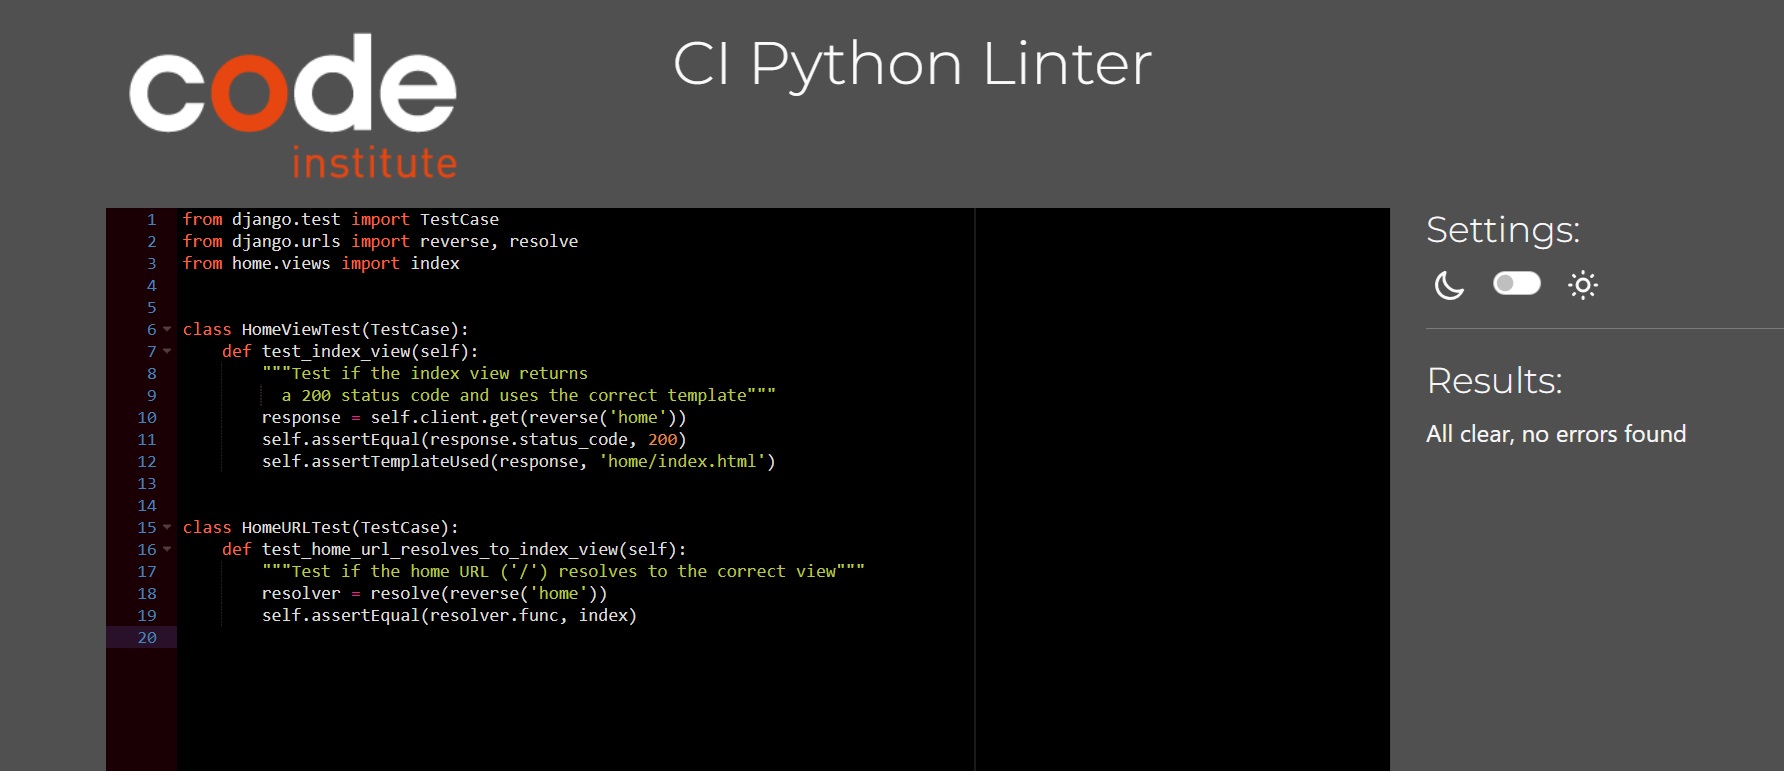 code
institute
CI Python Linter
1 from django.test import TestCase
2 from django.urls import reverse, resolve
3 from home.views import index
4
5
6 class HomeViewTest(TestCase):
7     def test_index_view(self):
8         """Test if the index view returns
9           a 200 status code and uses the correct template"""
10         response = self.client.get(reverse('home'))
11         self.assertEqual(response.status_code, 200)
12         self.assertTemplateUsed(response, 'home/index.html')
13
14
15 class HomeURLTest(TestCase):
16     def test_home_url_resolves_to_index_view(self):
17         """Test if the home URL ('/') resolves to the correct view"""
18         resolver = resolve(reverse('home'))
19         self.assertEqual(resolver.func, index)
20
Settings:
Results:
All clear, no errors found